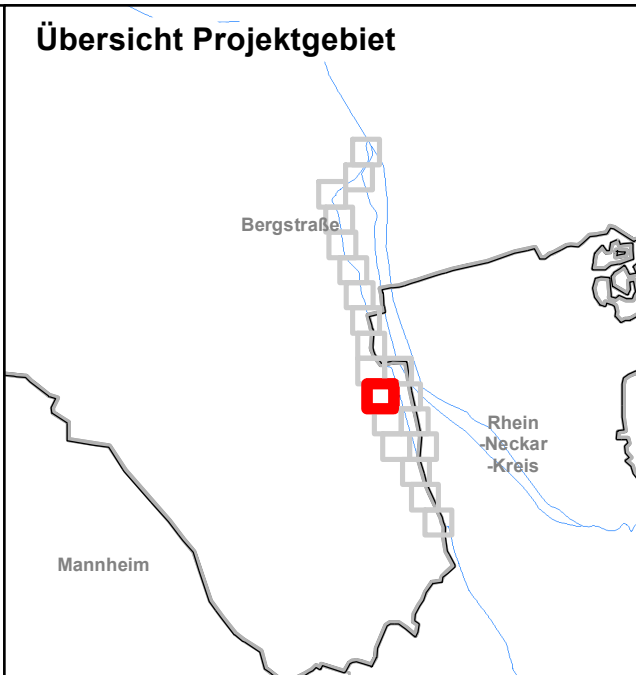 Übersicht Projektgebiet
Bergstraße
Rhein
-Neckar
-Kreis
Mannheim